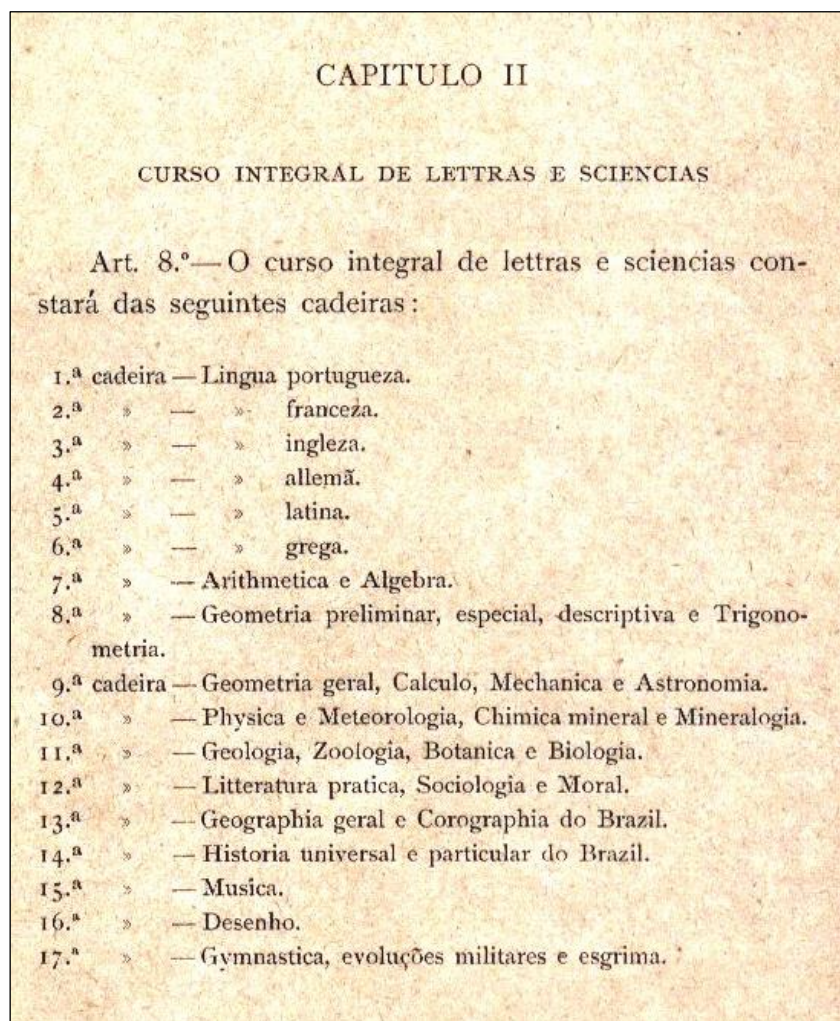 CAPITULO II
CURSO INTEGRAL DE LETTRAS E SCIENCIAS
Art. 8.º — O curso integral de lettras e sciencias con-
stará das seguintes cadeiras :
1.ª cadeira — Lingua portugueza.
2.ª » — » franceza.
3.ª » — » ingleza.
4.ª » — » allemã.
5.ª » — » latina.
6.ª » — » grega.
7.ª » — Arithmetica e Algebra.
8.ª » — Geometria preliminar, especial, descriptiva e Trigono-
metria.
9.ª cadeira — Geometria geral, Calculo, Mechanica e Astronomia.
10.ª » — Physica e Meteorologia, Chimica mineral e Mineralogia.
11.ª » — Geologia, Zoologia, Botanica e Biologia.
12.ª » — Litteratura pratica, Sociologia e Moral.
13.ª » — Geographia geral e Corographia do Brazil.
14.ª » — Historia universal e particular do Brazil.
15.ª » — Musica.
16.ª » — Desenho.
17.ª » — Gymnastica, evoluções militares e esgrima.